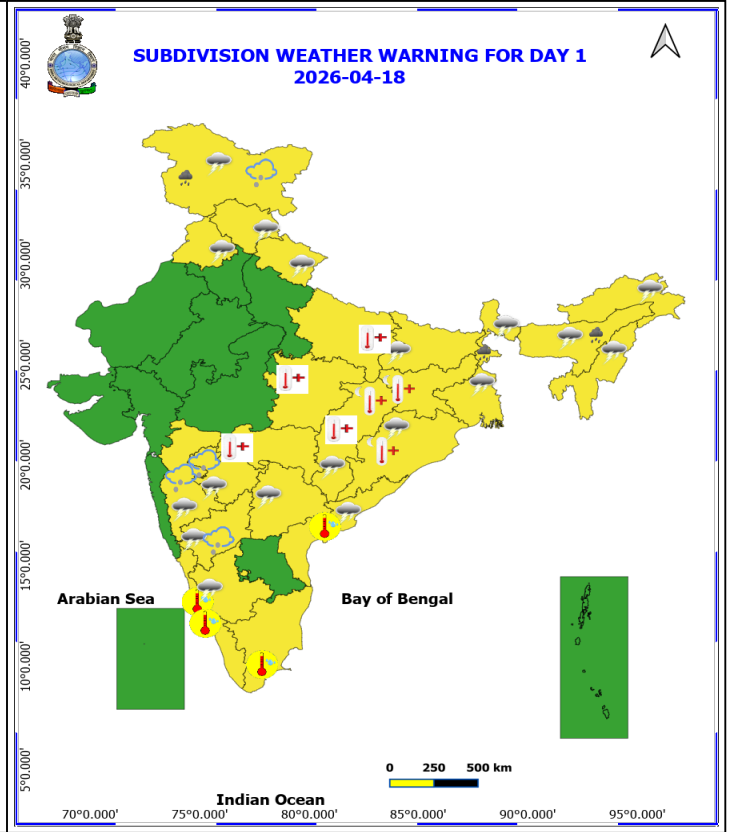 SUBDIVISION WEATHER WARNING FOR DAY 1
2026-04-18
40°0.000'
35°0.000'
30°0.000'
25°0.000'
20°0.000'
15°0.000'
10°0.000'
5°0.000'
Arabian Sea
Bay of Bengal
0 250 500 km
Indian Ocean
70°0.000' 75°0.000' 80°0.000' 85°0.000' 90°0.000' 95°0.000'